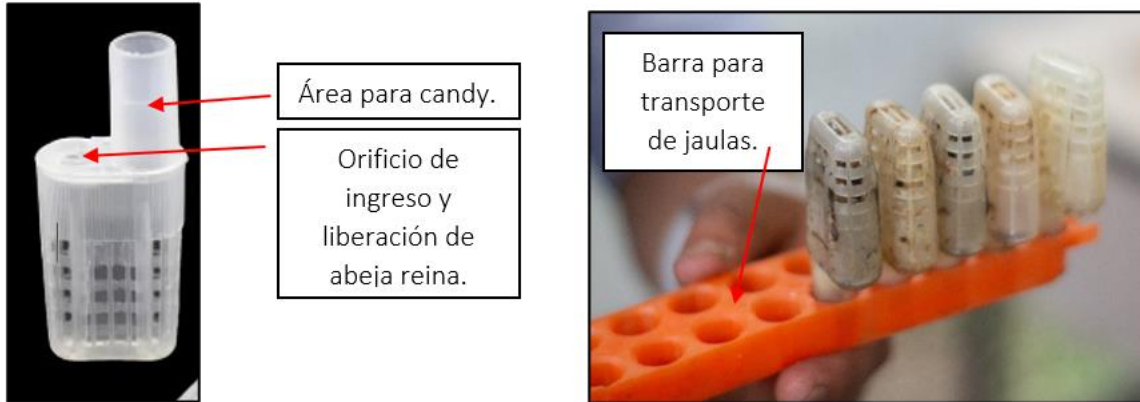 Área para candy.
Orificio de
ingreso y
liberación de
abeja reina.
Barra para
transporte
de jaulas.